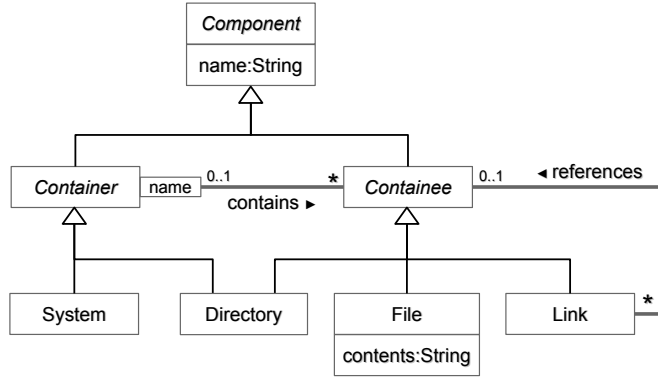 Component
name:String
Container
name
0..1
contains ►
*
Containee
0..1
◄ references
System
Directory
File
contents:String
Link
*